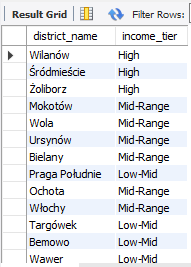 Result Grid Filter Rows:
district_name income_tier
Wilanów High
Śródmieście High
Żoliborz High
Mokotów Mid-Range
Wola Mid-Range
Ursynów Mid-Range
Bielany Mid-Range
Praga Południe Low-Mid
Ochota Mid-Range
Włochy Mid-Range
Targówek Low-Mid
Bemowo Low-Mid
Wawer Low-Mid